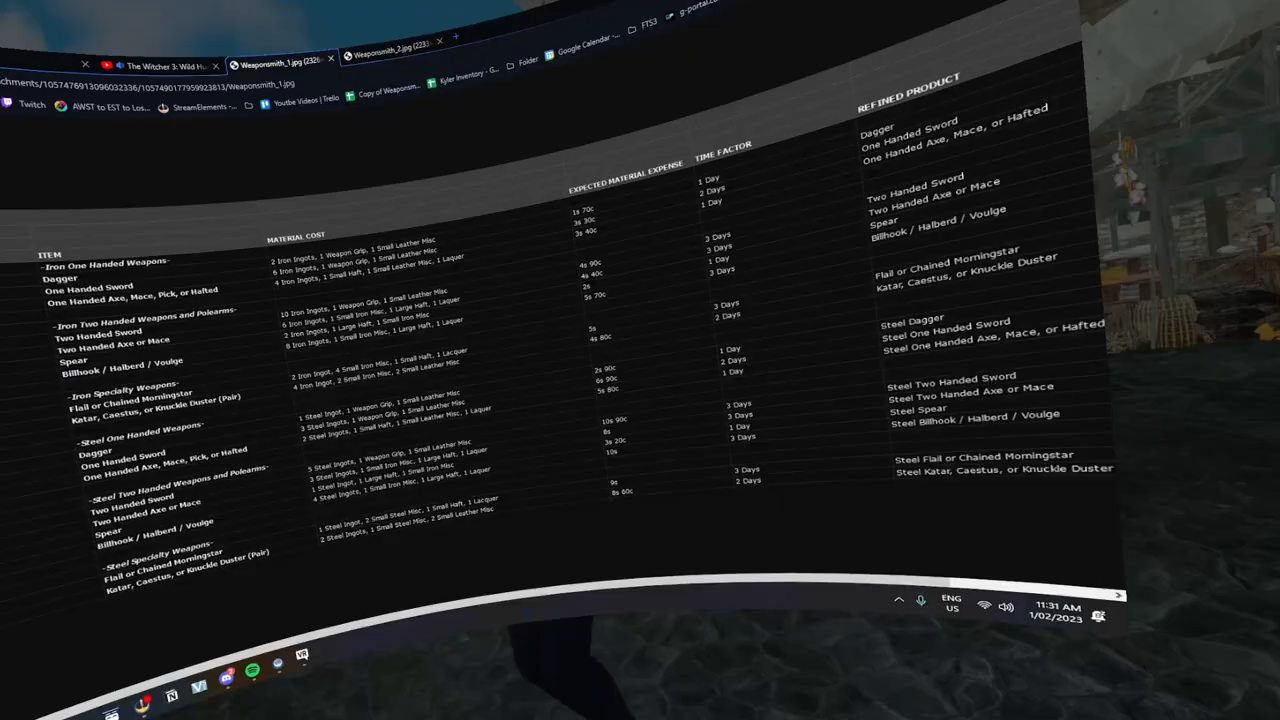 The Witcher 3: Wild Hu
Weaponsmith_1.jpg (2326
Weaponsmith_2.jpg (2233
chments/1057476913096032336/1057490177959923813/Weaponsmith_1.jpg
Twitch
AWST to EST to Los...
StreamElements -...
Youtbe Videos | Trello
Copy of Weaponsm...
Kyler Inventory - G...
Folder
Google Calendar -...
FTS3
g-portal.co
ITEM MATERIAL COST EXPECTED MATERIAL EXPENSE TIME FACTOR REFINED PRODUCT
-Iron One Handed Weapons-
Dagger 2 Iron Ingots, 1 Weapon Grip, 1 Small Leather Misc 1s 70c 1 Day Dagger
One Handed Sword 6 Iron Ingots, 1 Weapon Grip, 1 Small Leather Misc 3s 30c 2 Days One Handed Sword
One Handed Axe, Mace, Pick, or Hafted 4 Iron Ingots, 1 Small Haft, 1 Small Leather Misc, 1 Laquer 3s 40c 1 Day One Handed Axe, Mace, or Hafted
-Iron Two Handed Weapons and Polearms-
Two Handed Sword 10 Iron Ingots, 1 Weapon Grip, 1 Small Leather Misc 4s 90c 3 Days Two Handed Sword
Two Handed Axe or Mace 6 Iron Ingots, 1 Small Iron Misc, 1 Large Haft, 1 Laquer 4s 40c 3 Days Two Handed Axe or Mace
Spear 2 Iron Ingots, 1 Large Haft, 1 Small Iron Misc 2s 1 Day Spear
Billhook / Halberd / Voulge 8 Iron Ingots, 1 Small Iron Misc, 1 Large Haft, 1 Laquer 5s 70c 3 Days Billhook / Halberd / Voulge
-Iron Specialty Weapons-
Flail or Chained Morningstar 2 Iron Ingot, 4 Small Iron Misc, 1 Small Haft, 1 Lacquer 5s 3 Days Flail or Chained Morningstar
Katar, Caestus, or Knuckle Duster (Pair) 4 Iron Ingot, 2 Small Iron Misc, 2 Small Leather Misc 4s 80c 2 Days Katar, Caestus, or Knuckle Duster
-Steel One Handed Weapons-
Dagger 1 Steel Ingot, 1 Weapon Grip, 1 Small Leather Misc 2s 90c 1 Day Steel Dagger
One Handed Sword 3 Steel Ingots, 1 Weapon Grip, 1 Small Leather Misc 6s 90c 2 Days Steel One Handed Sword
One Handed Axe, Mace, Pick, or Hafted 2 Steel Ingot, 1 Small Haft, 1 Small Leather Misc, 1 Laquer 5s 80c 1 Day Steel One Handed Axe, Mace, or Hafted
-Steel Two Handed Weapons and Polearms-
Two Handed Sword 5 Steel Ingots, 1 Weapon Grip, 1 Small Leather Misc 10s 90c 3 Days Steel Two Handed Sword
Two Handed Axe or Mace 3 Steel Ingots, 1 Small Iron Misc, 1 Large Haft, 1 Laquer 8s 3 Days Steel Two Handed Axe or Mace
Spear 1 Steel Ingot, 1 Large Haft, 1 Small Iron Misc 3s 20c 1 Day Steel Spear
Billhook / Halberd / Voulge 4 Steel Ingots, 1 Small Iron Misc, 1 Large Haft, 1 Laquer 10s 3 Days Steel Billhook / Halberd / Voulge
-Steel Specialty Weapons-
Flail or Chained Morningstar 1 Steel Ingot, 2 Small Steel Misc, 1 Small Haft, 1 Lacquer 9s 3 Days Steel Flail or Chained Morningstar
Katar, Caestus, or Knuckle Duster (Pair) 2 Steel Ingots, 1 Small Steel Misc, 2 Small Leather Misc 8s 60c 2 Days Steel Katar, Caestus, or Knuckle Duster
ENG
US
11:31 AM
1/02/2023